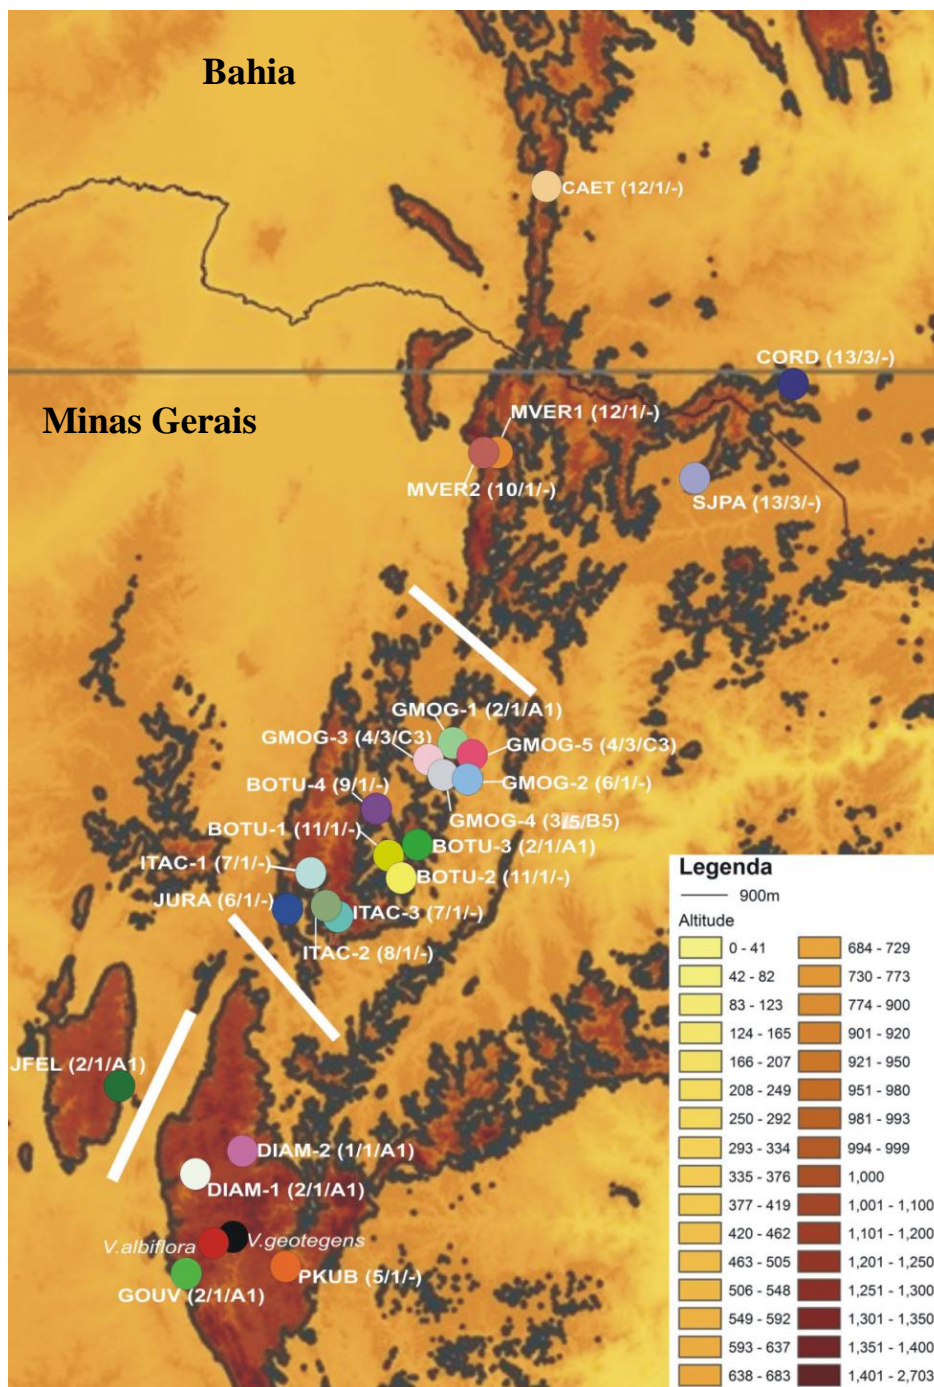 Bahia
CAET (12/1/-)
CORD (13/3/-)
Minas Gerais
MVER1 (12/1/-)
MVER2 (10/1/-)
SJPA (13/3/-)
GMOG-1 (2/1/A1)
GMOG-3 (4/3/C3)
GMOG-5 (4/3/C3)
GMOG-2 (6/1/-)
BOTU-4 (9/1/-)
GMOG-4 (3/5/B5)
BOTU-1 (11/1/-)
BOTU-3 (2/1/A1)
ITAC-1 (7/1/-)
BOTU-2 (11/1/-)
JURA (6/1/-)
ITAC-3 (7/1/-)
ITAC-2 (8/1/-)
JFEL (2/1/A1)
DIAM-2 (1/1/A1)
DIAM-1 (2/1/A1)
V.albiflora
V.geotegens
PKUB (5/1/-)
GOUV (2/1/A1)
Legenda
900m
Altitude
0 - 41
42 - 82
83 - 123
124 - 165
166 - 207
208 - 249
250 - 292
293 - 334
335 - 376
377 - 419
420 - 462
463 - 505
506 - 548
549 - 592
593 - 637
638 - 683
684 - 729
730 - 773
774 - 900
901 - 920
921 - 950
951 - 980
981 - 993
994 - 999
1,000
1,001 - 1,100
1,101 - 1,200
1,201 - 1,250
1,251 - 1,300
1,301 - 1,350
1,351 - 1,400
1,401 - 2,703